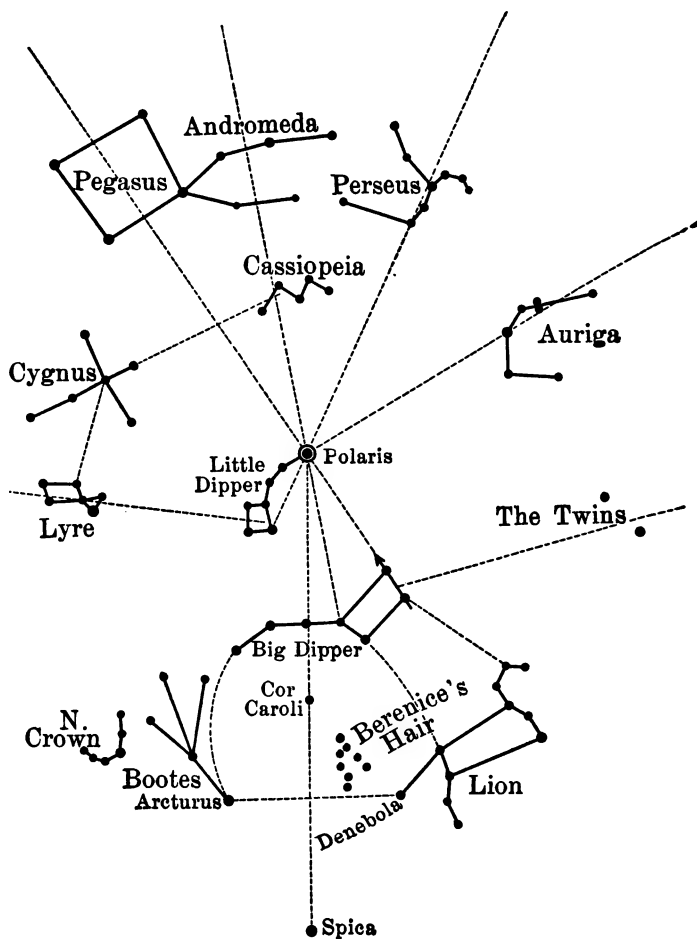 Andromeda
Pegasus
Perseus
Cassiopeia
Auriga
Cygnus
Polaris
Little
Dipper
The Twins
Lyre
Big Dipper
Cor
Caroli
Berenice's
Hair
N.
Crown
Bootes
Arcturus
Lion
Denebola
Spica